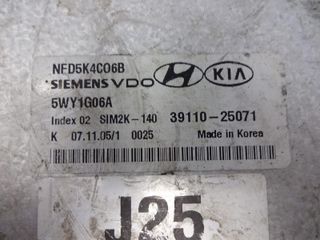 NFD5K4C06B
SIEMENS VDO HYUNDAI KIA
5WY1G06A
Index 02 SIM2K-140 39110-25071
K 07.11.05/1 0025 Made in Korea
J25